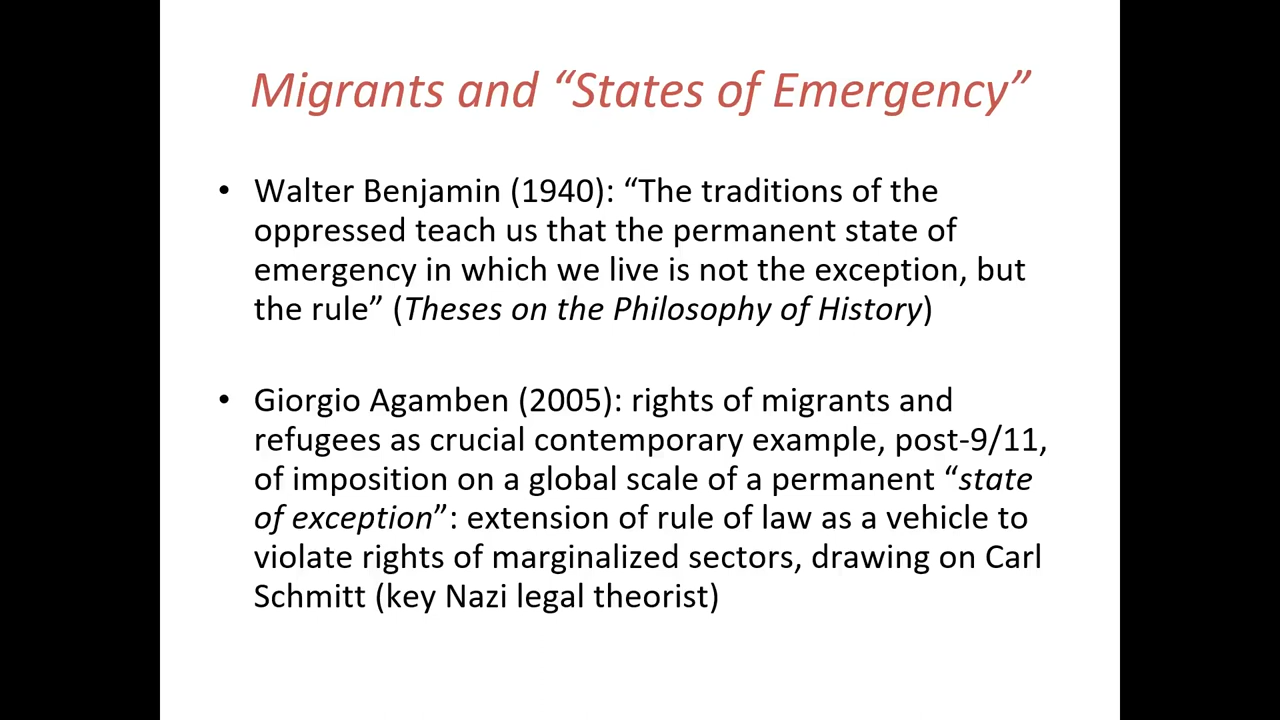 Migrants and “States of Emergency”
• Walter Benjamin (1940): “The traditions of the
oppressed teach us that the permanent state of
emergency in which we live is not the exception, but
the rule” (Theses on the Philosophy of History)
• Giorgio Agamben (2005): rights of migrants and
refugees as crucial contemporary example, post-9/11,
of imposition on a global scale of a permanent “state
of exception”: extension of rule of law as a vehicle to
violate rights of marginalized sectors, drawing on Carl
Schmitt (key Nazi legal theorist)